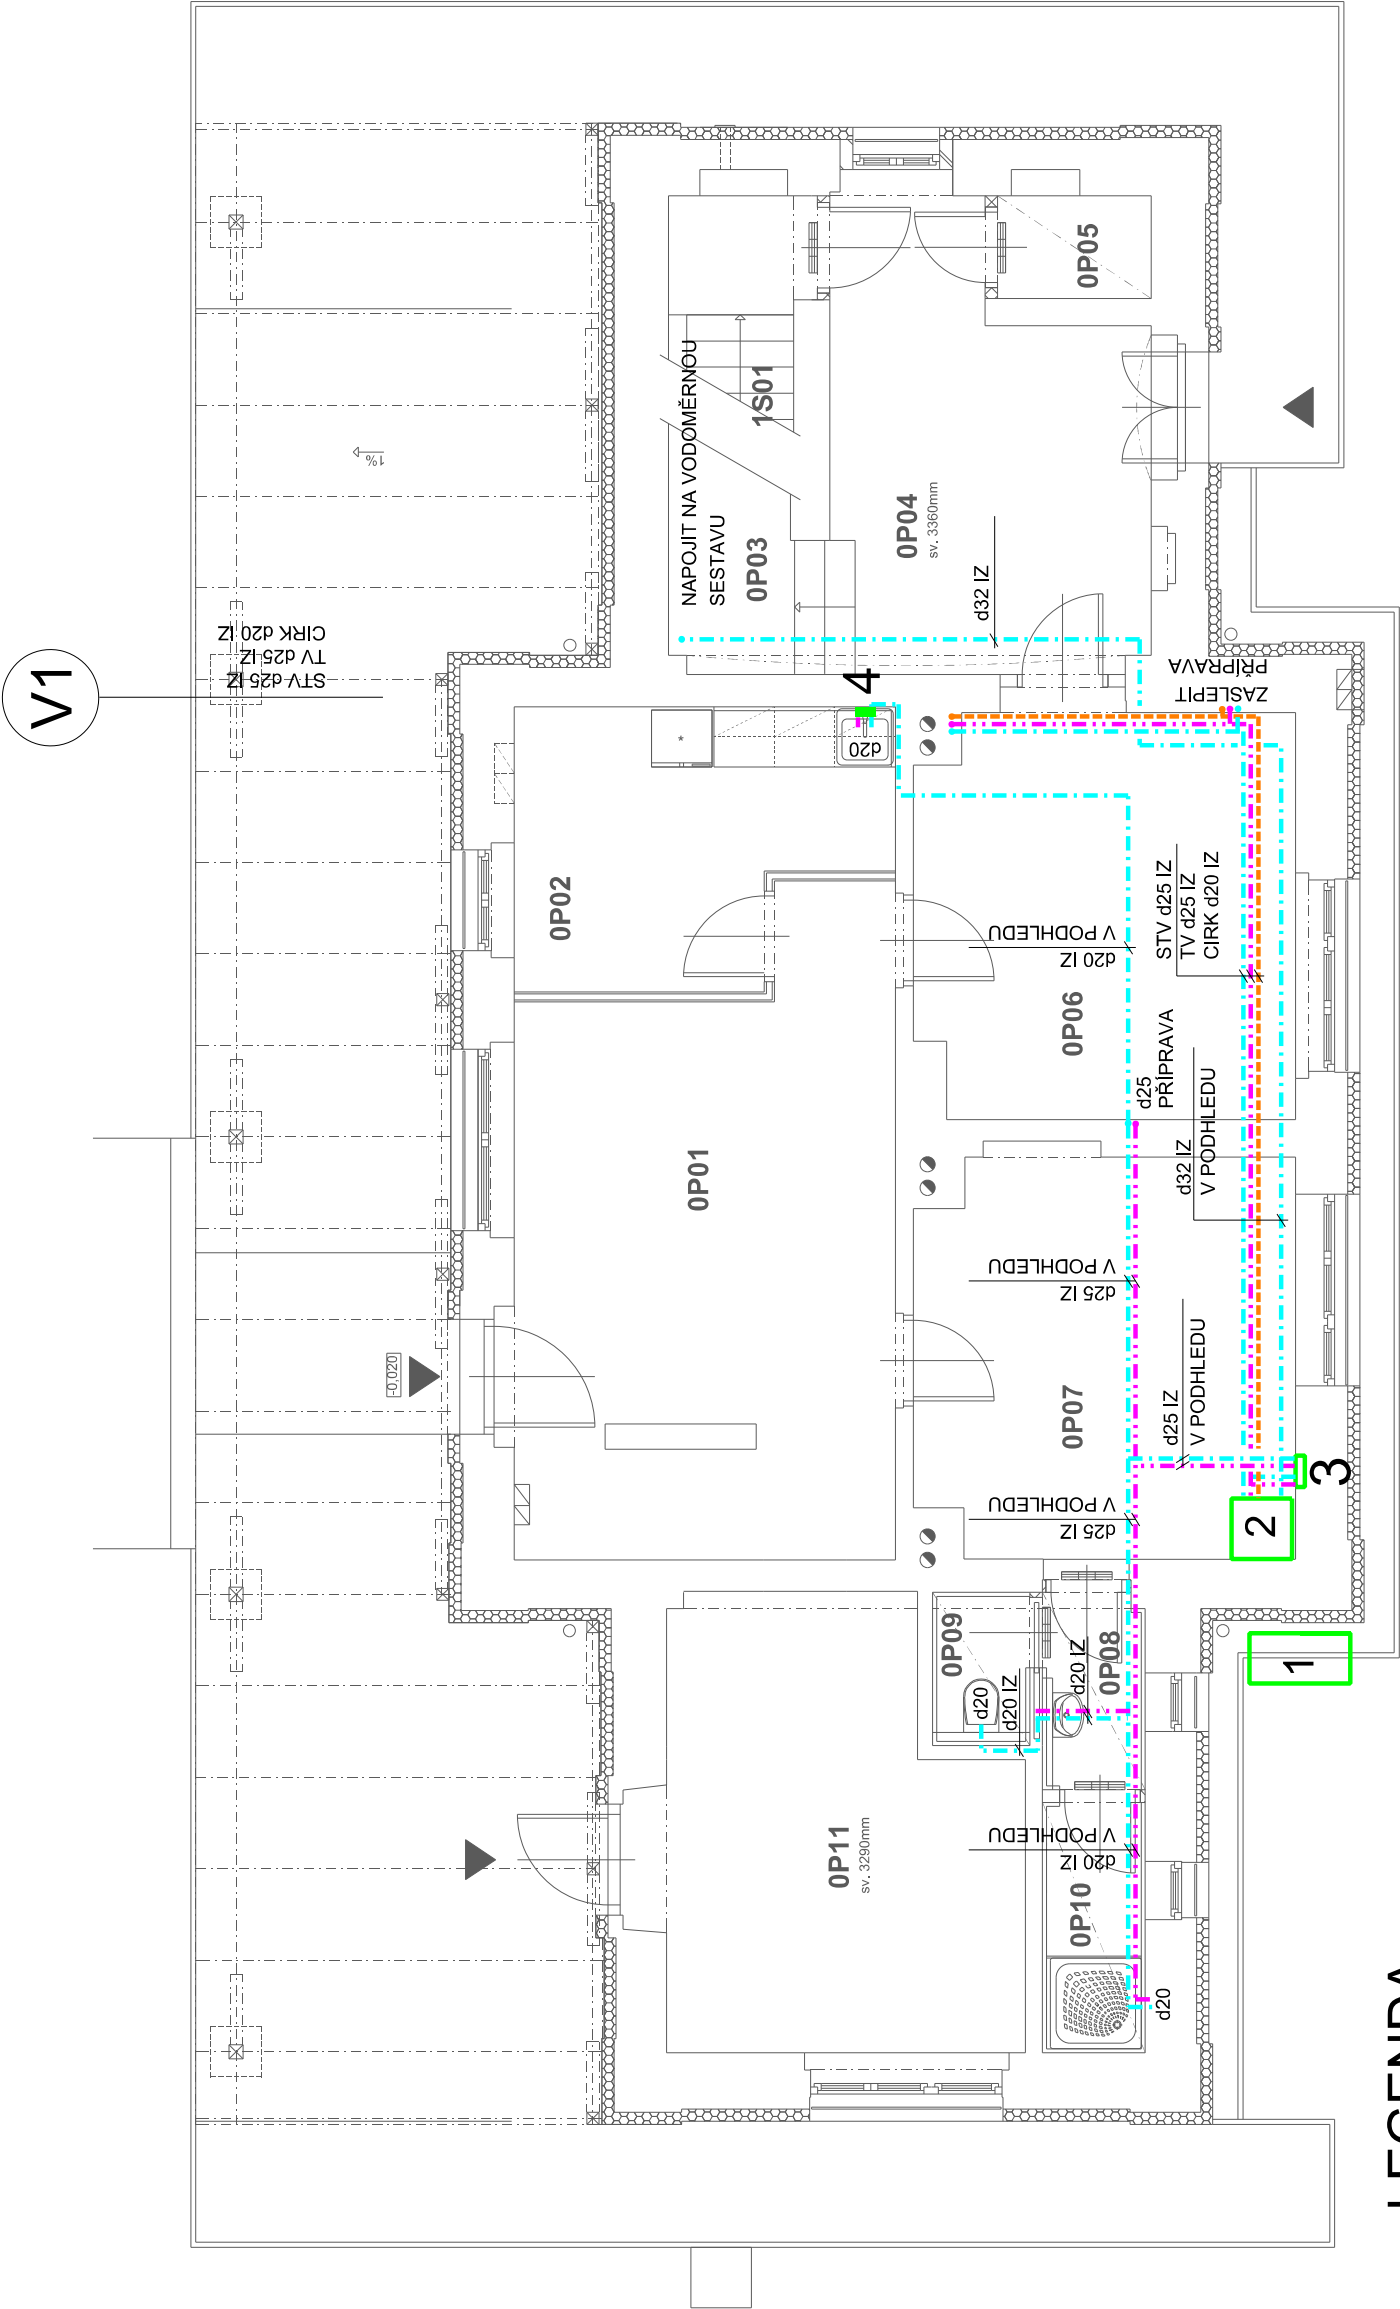 V1
CIRK d20 IZ
TV d25 IZ
STV d25 IZ
1%
-0,020
NAPOJIT NA VODOMĚRNOU
SESTAVU
1S01
0P03
0P04
sv. 3360mm
0P05
d32 IZ
4
d20
ZASLEPIT
PŘÍPRAVA
0P02
V PODHLEDU
d20 IZ
0P06
STV d25 IZ
TV d25 IZ
CIRK d20 IZ
d25
PŘÍPRAVA
d32 IZ
V PODHLEDU
0P01
V PODHLEDU
d25 IZ
0P07
d25 IZ
V PODHLEDU
V PODHLEDU
d25 IZ
3
2
1
0P09
0P08
d20
d20 IZ
d20 IZ
V PODHLEDU
d20 IZ
0P11
sv. 3290mm
0P10
d20
LEGENDA